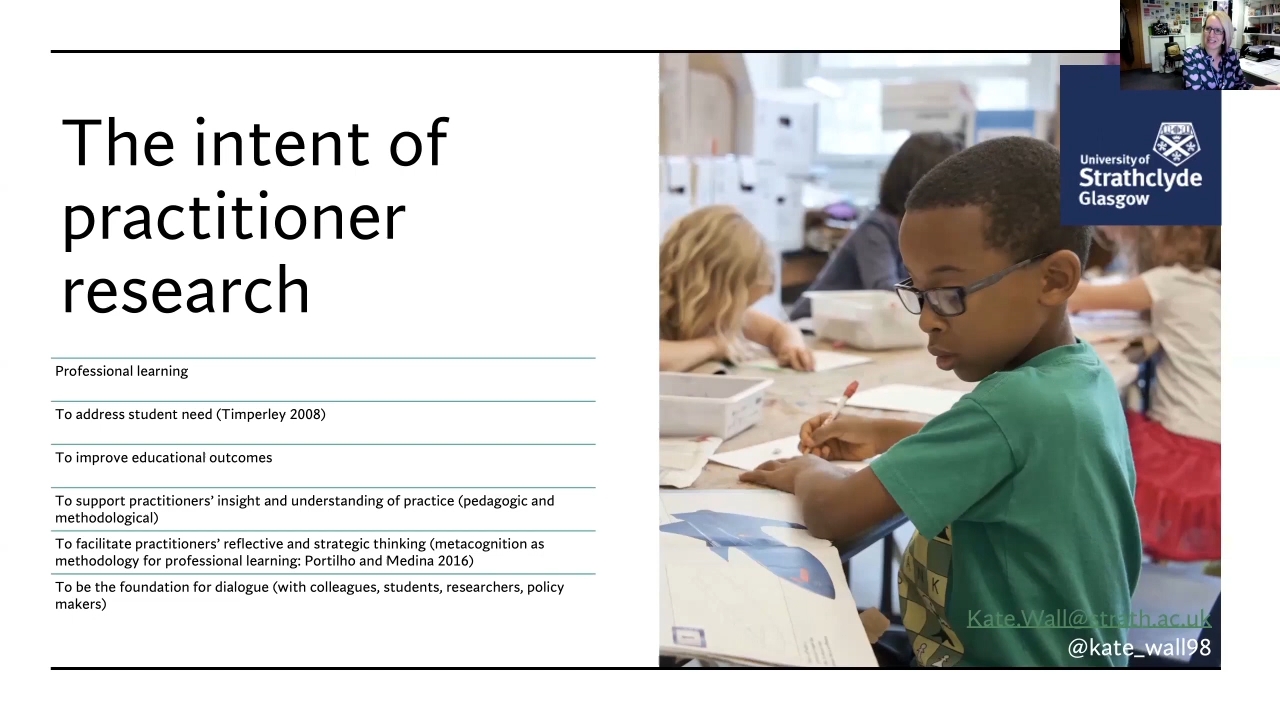 The intent of
practitioner
research
Professional learning
To address student need (Timperley 2008)
To improve educational outcomes
To support practitioners’ insight and understanding of practice (pedagogic and
methodological)
To facilitate practitioners’ reflective and strategic thinking (metacognition as
methodology for professional learning: Portilho and Medina 2016)
To be the foundation for dialogue (with colleagues, students, researchers, policy
makers)
University of
Strathclyde
Glasgow
Kate.Wall@strath.ac.uk
@kate_wall98